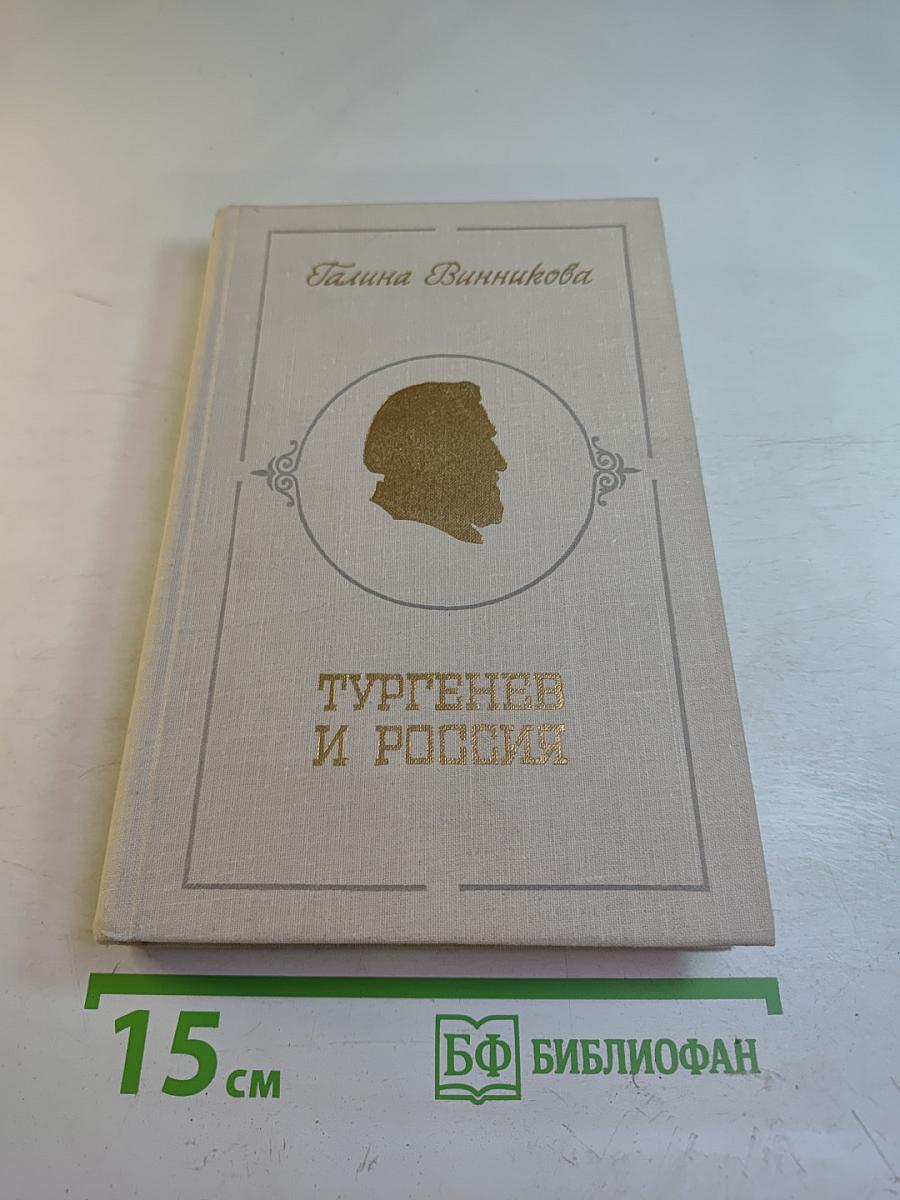 Галина Винникова
ТУРГЕНЕВ
И РОССИЯ
15 см
БФ БИБЛИОФАН